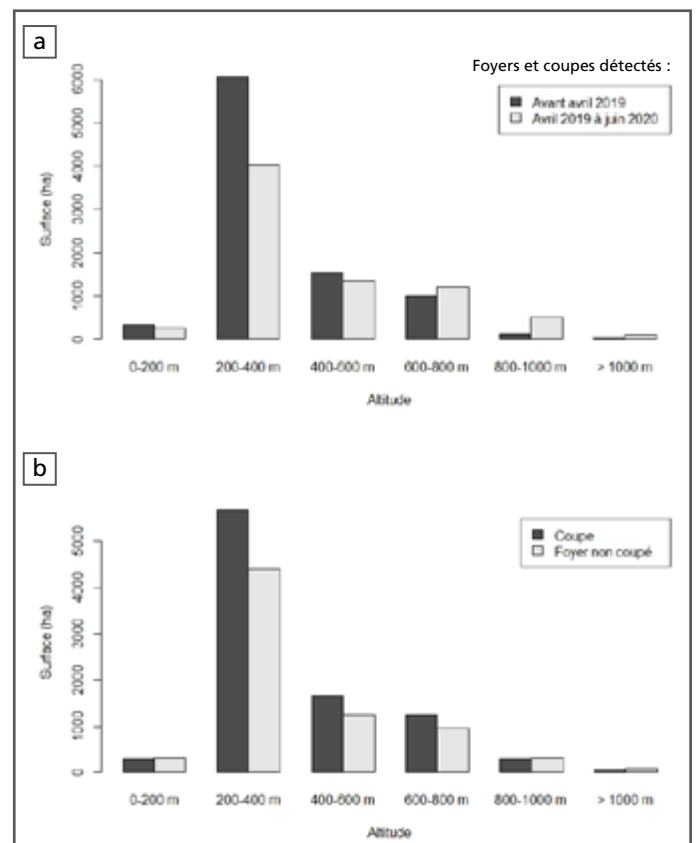 a
Foyers et coupes détectés :
Avant avril 2019
Avril 2019 à juin 2020
Surface (ha)
6000
5000
4000
3000
2000
1000
0
0-200 m 200-400 m 400-600 m 600-800 m 800-1000 m > 1000 m
Altitude
b
Coupe
Foyer non coupé
Surface (ha)
5000
4000
3000
2000
1000
0
0-200 m 200-400 m 400-600 m 600-800 m 800-1000 m > 1000 m
Altitude